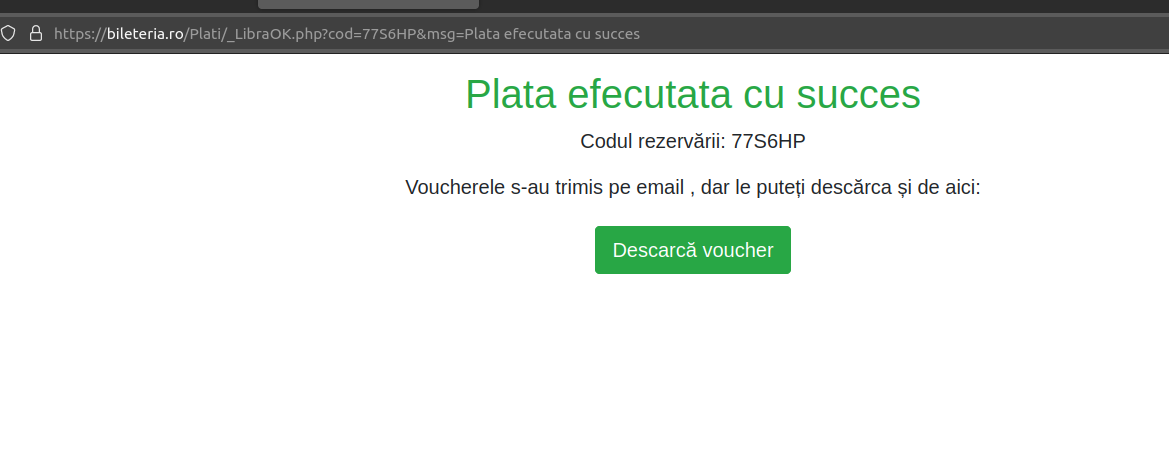 https://bileteria.ro/Plati/_LibraOK.php?cod=77S6HP&msg=Plata efecutata cu succes
Plata efecutata cu succes
Codul rezervării: 77S6HP
Voucherele s-au trimis pe email , dar le puteți descărca și de aici:
Descarcă voucher